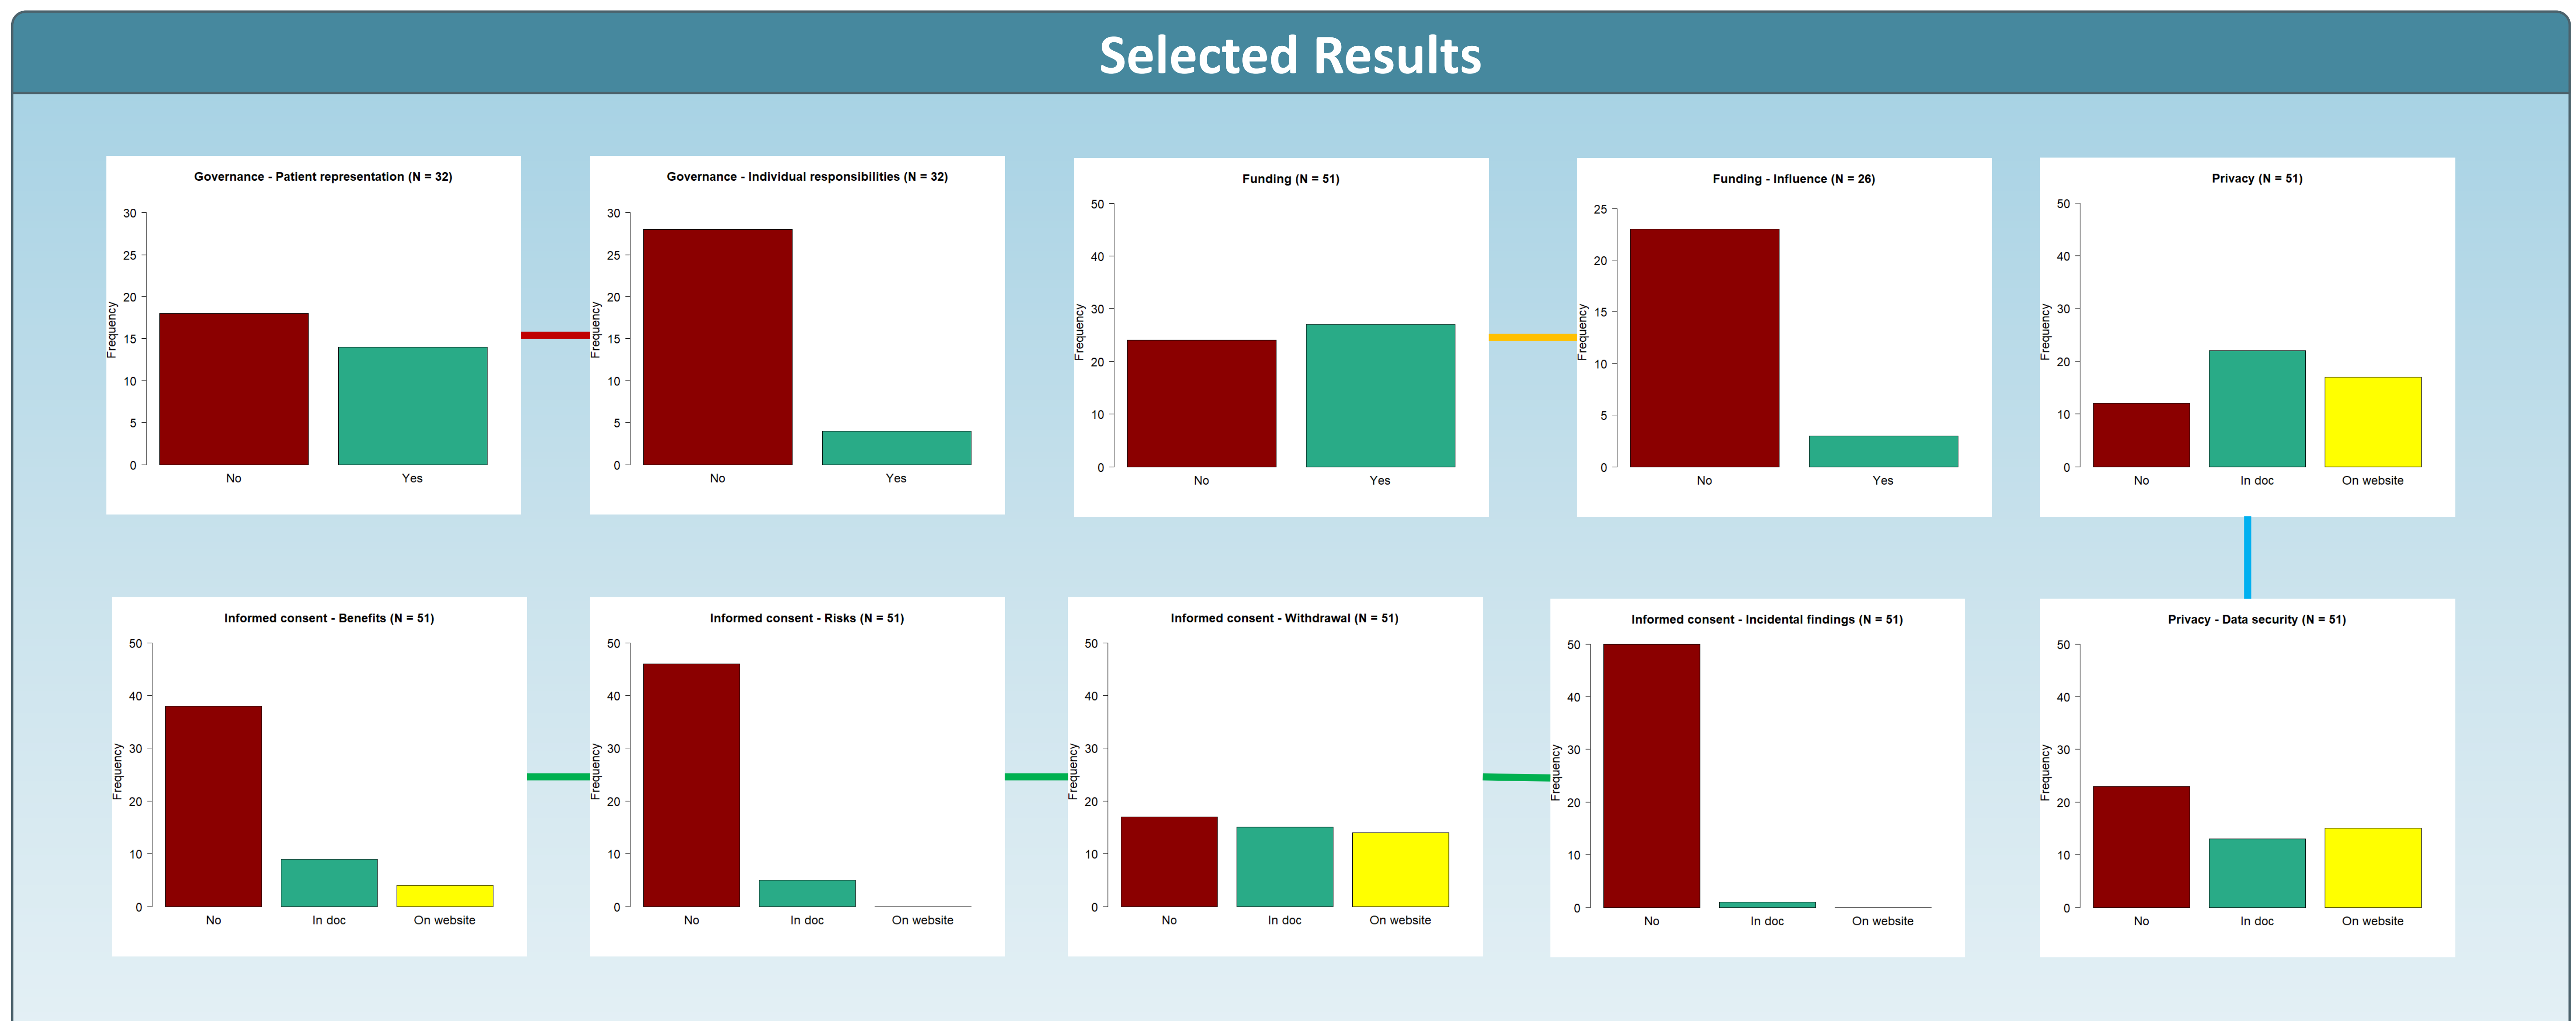 Selected Results
Governance - Patient representation (N = 32)
Frequency
30
25
20
15
10
5
0
No Yes
Governance - Individual responsibilities (N = 32)
Frequency
30
25
20
15
10
5
0
No Yes
Funding (N = 51)
Frequency
50
40
30
20
10
0
No Yes
Funding - Influence (N = 26)
Frequency
25
20
15
10
5
0
No Yes
Privacy (N = 51)
Frequency
50
40
30
20
10
0
No In doc On website
Informed consent - Benefits (N = 51)
Frequency
50
40
30
20
10
0
No In doc On website
Informed consent - Risks (N = 51)
Frequency
50
40
30
20
10
0
No In doc On website
Informed consent - Withdrawal (N = 51)
Frequency
50
40
30
20
10
0
No In doc On website
Informed consent - Incidental findings (N = 51)
Frequency
50
40
30
20
10
0
No In doc On website
Privacy - Data security (N = 51)
Frequency
50
40
30
20
10
0
No In doc On website